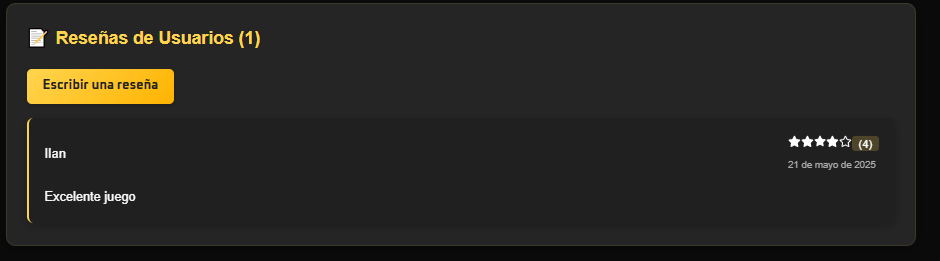 Reseñas de Usuarios (1)
Escribir una reseña
Ilan
(4)
21 de mayo de 2025
Excelente juego